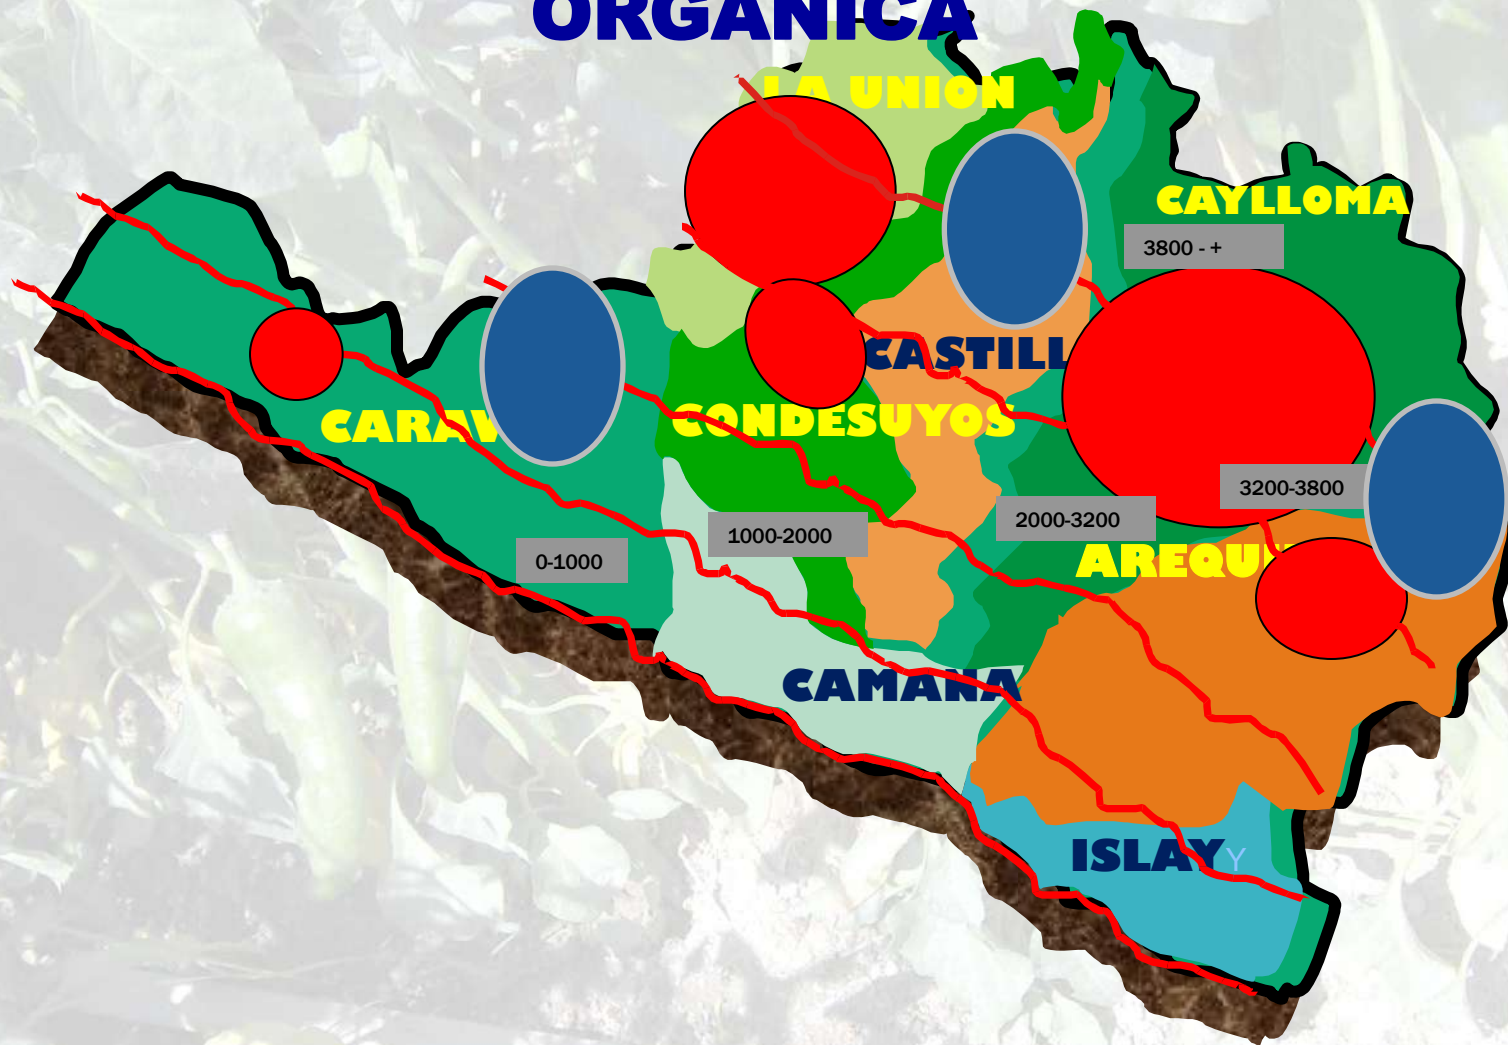 ORGANICA
LA UNION
CAYLLOMA
3800 - +
CASTILL
CARAV
CONDESUYOS
3200-3800
2000-3200
1000-2000
0-1000
AREQU
CAMANA
ISLAY
Y